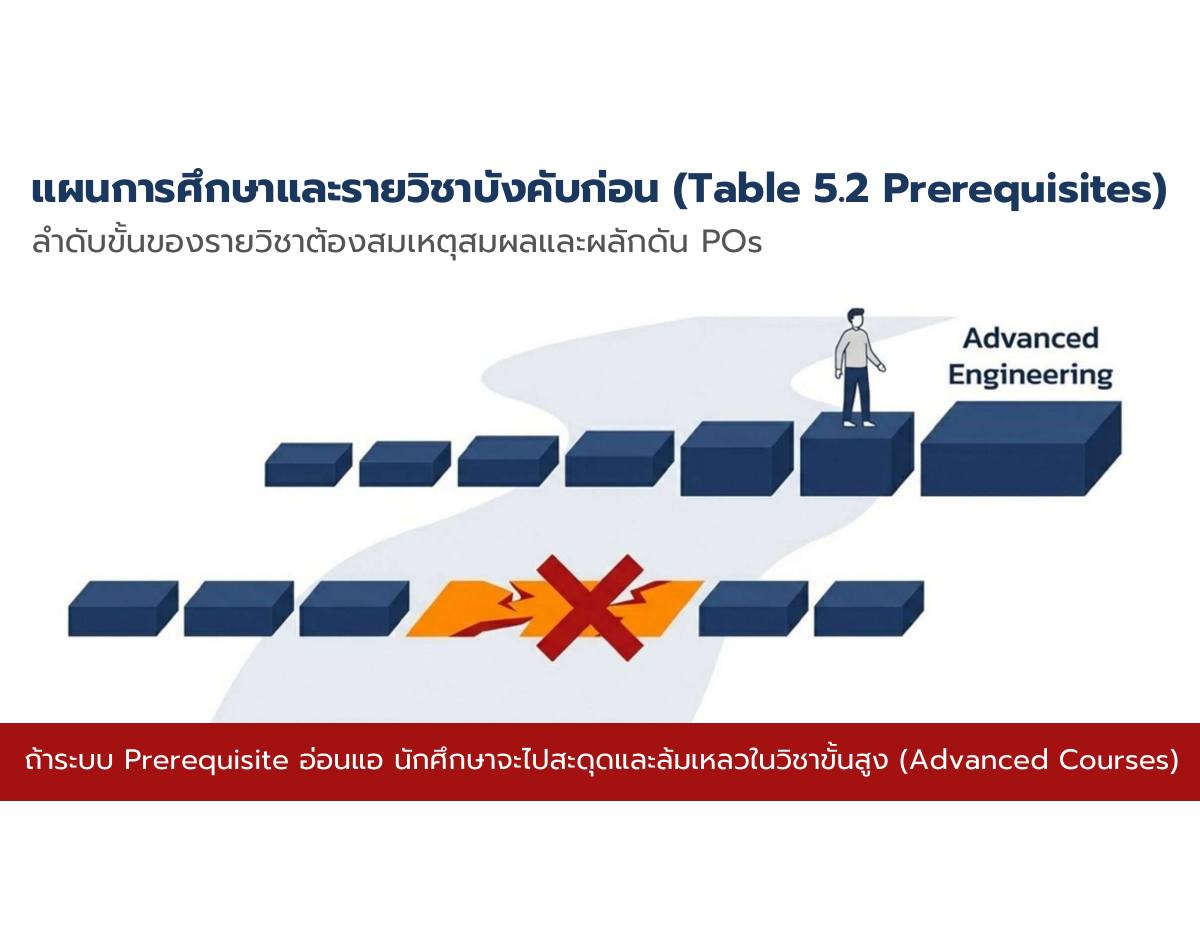 แผนการศึกษาและรายวิชาบังคับก่อน (Table 5.2 Prerequisites)
ลำดับขั้นของรายวิชาต้องสมเหตุสมผลและผลักดัน POs
Advanced
Engineering
ถ้าระบบ Prerequisite อ่อนแอ นักศึกษาจะไปสะดุดและล้มเหลวในวิชาขั้นสูง (Advanced Courses)